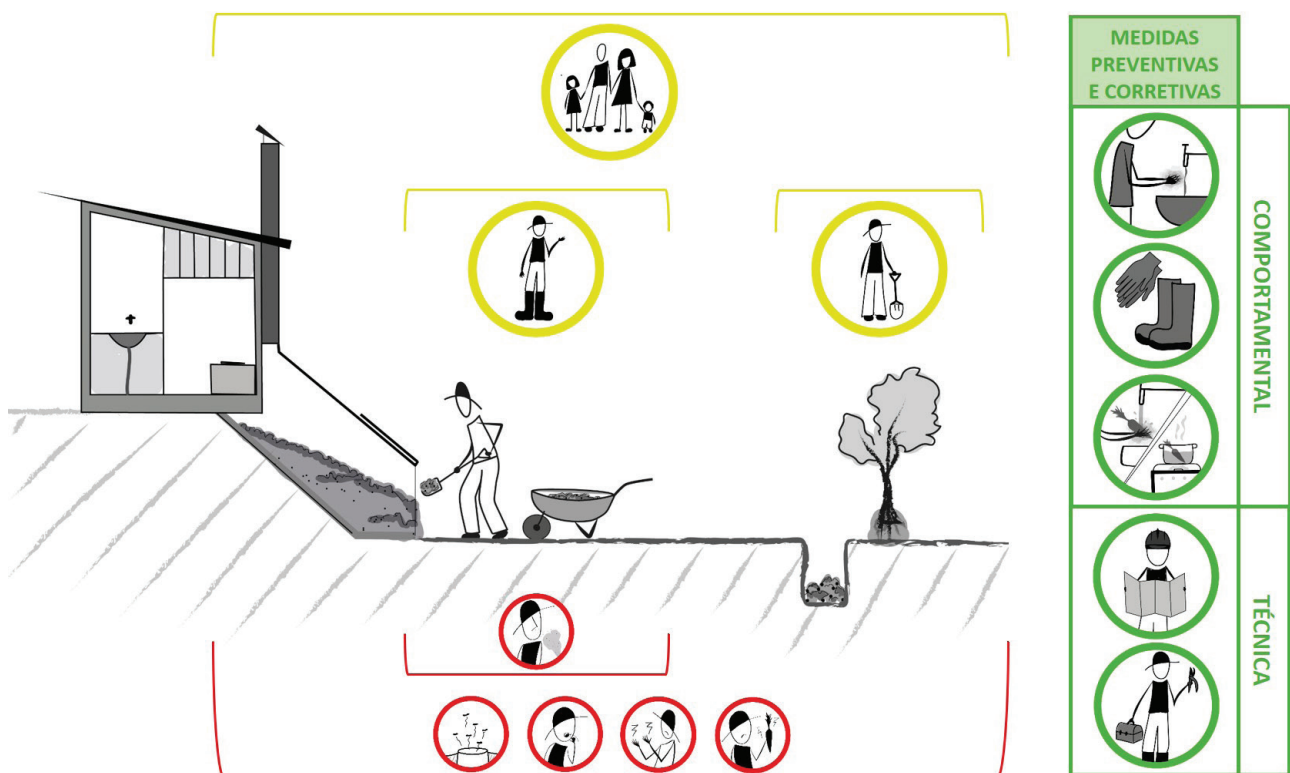 MEDIDAS
PREVENTIVAS
E CORRETIVAS
COMPORTAMENTAL
TÉCNICA